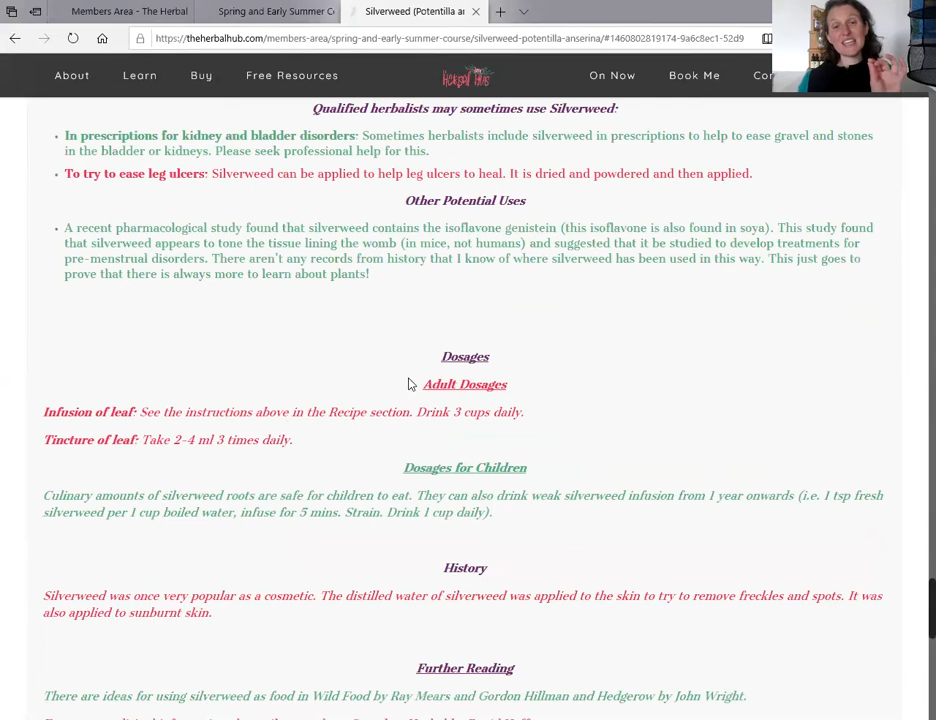 Members Area - The Herbal
Spring and Early Summer C
Silverweed (Potentilla a
https://theherbalhub.com/members-area/spring-and-early-summer-course/silverweed-potentilla-anserina/#1460802819174-9a6c8ec1-52d9
About Learn Buy Free Resources Herbal Hub On Now Book Me Con
Qualified herbalists may sometimes use Silverweed:
• In prescriptions for kidney and bladder disorders: Sometimes herbalists include silverweed in prescriptions to help to ease gravel and stones
in the bladder or kidneys. Please seek professional help for this.
• To try to ease leg ulcers: Silverweed can be applied to help leg ulcers to heal. It is dried and powdered and then applied.
Other Potential Uses
• A recent pharmacological study found that silverweed contains the isoflavone genistein (this isoflavone is also found in soya). This study found
that silverweed appears to tone the tissue lining the womb (in mice, not humans) and suggested that it be studied to develop treatments for
pre-menstrual disorders. There aren't any records from history that I know of where silverweed has been used in this way. This just goes to
prove that there is always more to learn about plants!
Dosages
Adult Dosages
Infusion of leaf: See the instructions above in the Recipe section. Drink 3 cups daily.
Tincture of leaf: Take 2-4 ml 3 times daily.
Dosages for Children
Culinary amounts of silverweed roots are safe for children to eat. They can also drink weak silverweed infusion from 1 year onwards (i.e. 1 tsp fresh
silverweed per 1 cup boiled water, infuse for 5 mins. Strain. Drink 1 cup daily).
History
Silverweed was once very popular as a cosmetic. The distilled water of silverweed was applied to the skin to try to remove freckles and spots. It was
also applied to sunburnt skin.
Further Reading
There are ideas for using silverweed as food in Wild Food by Ray Mears and Gordon Hillman and Hedgerow by John Wright.